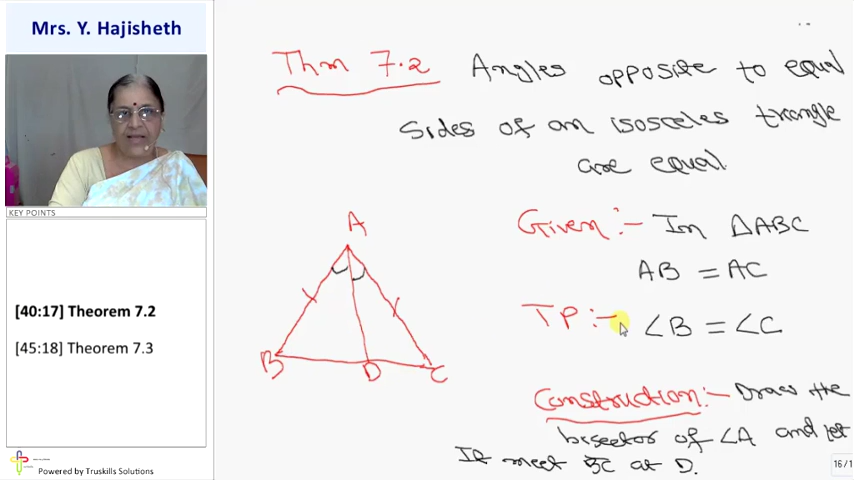 Mrs. Y. Hajisheth
Thm 7.2 Angles opposite to equal
sides of an isosceles triangle
are equal
KEY POINTS
[40:17] Theorem 7.2
[45:18] Theorem 7.3
A
B
D
C
Given:- In △ABC
AB = AC
TP:- ∠B = ∠C
Construction:- Draw the
bisector of ∠A and let
it meet BC at D.
Powered by Truskills Solutions
16/1